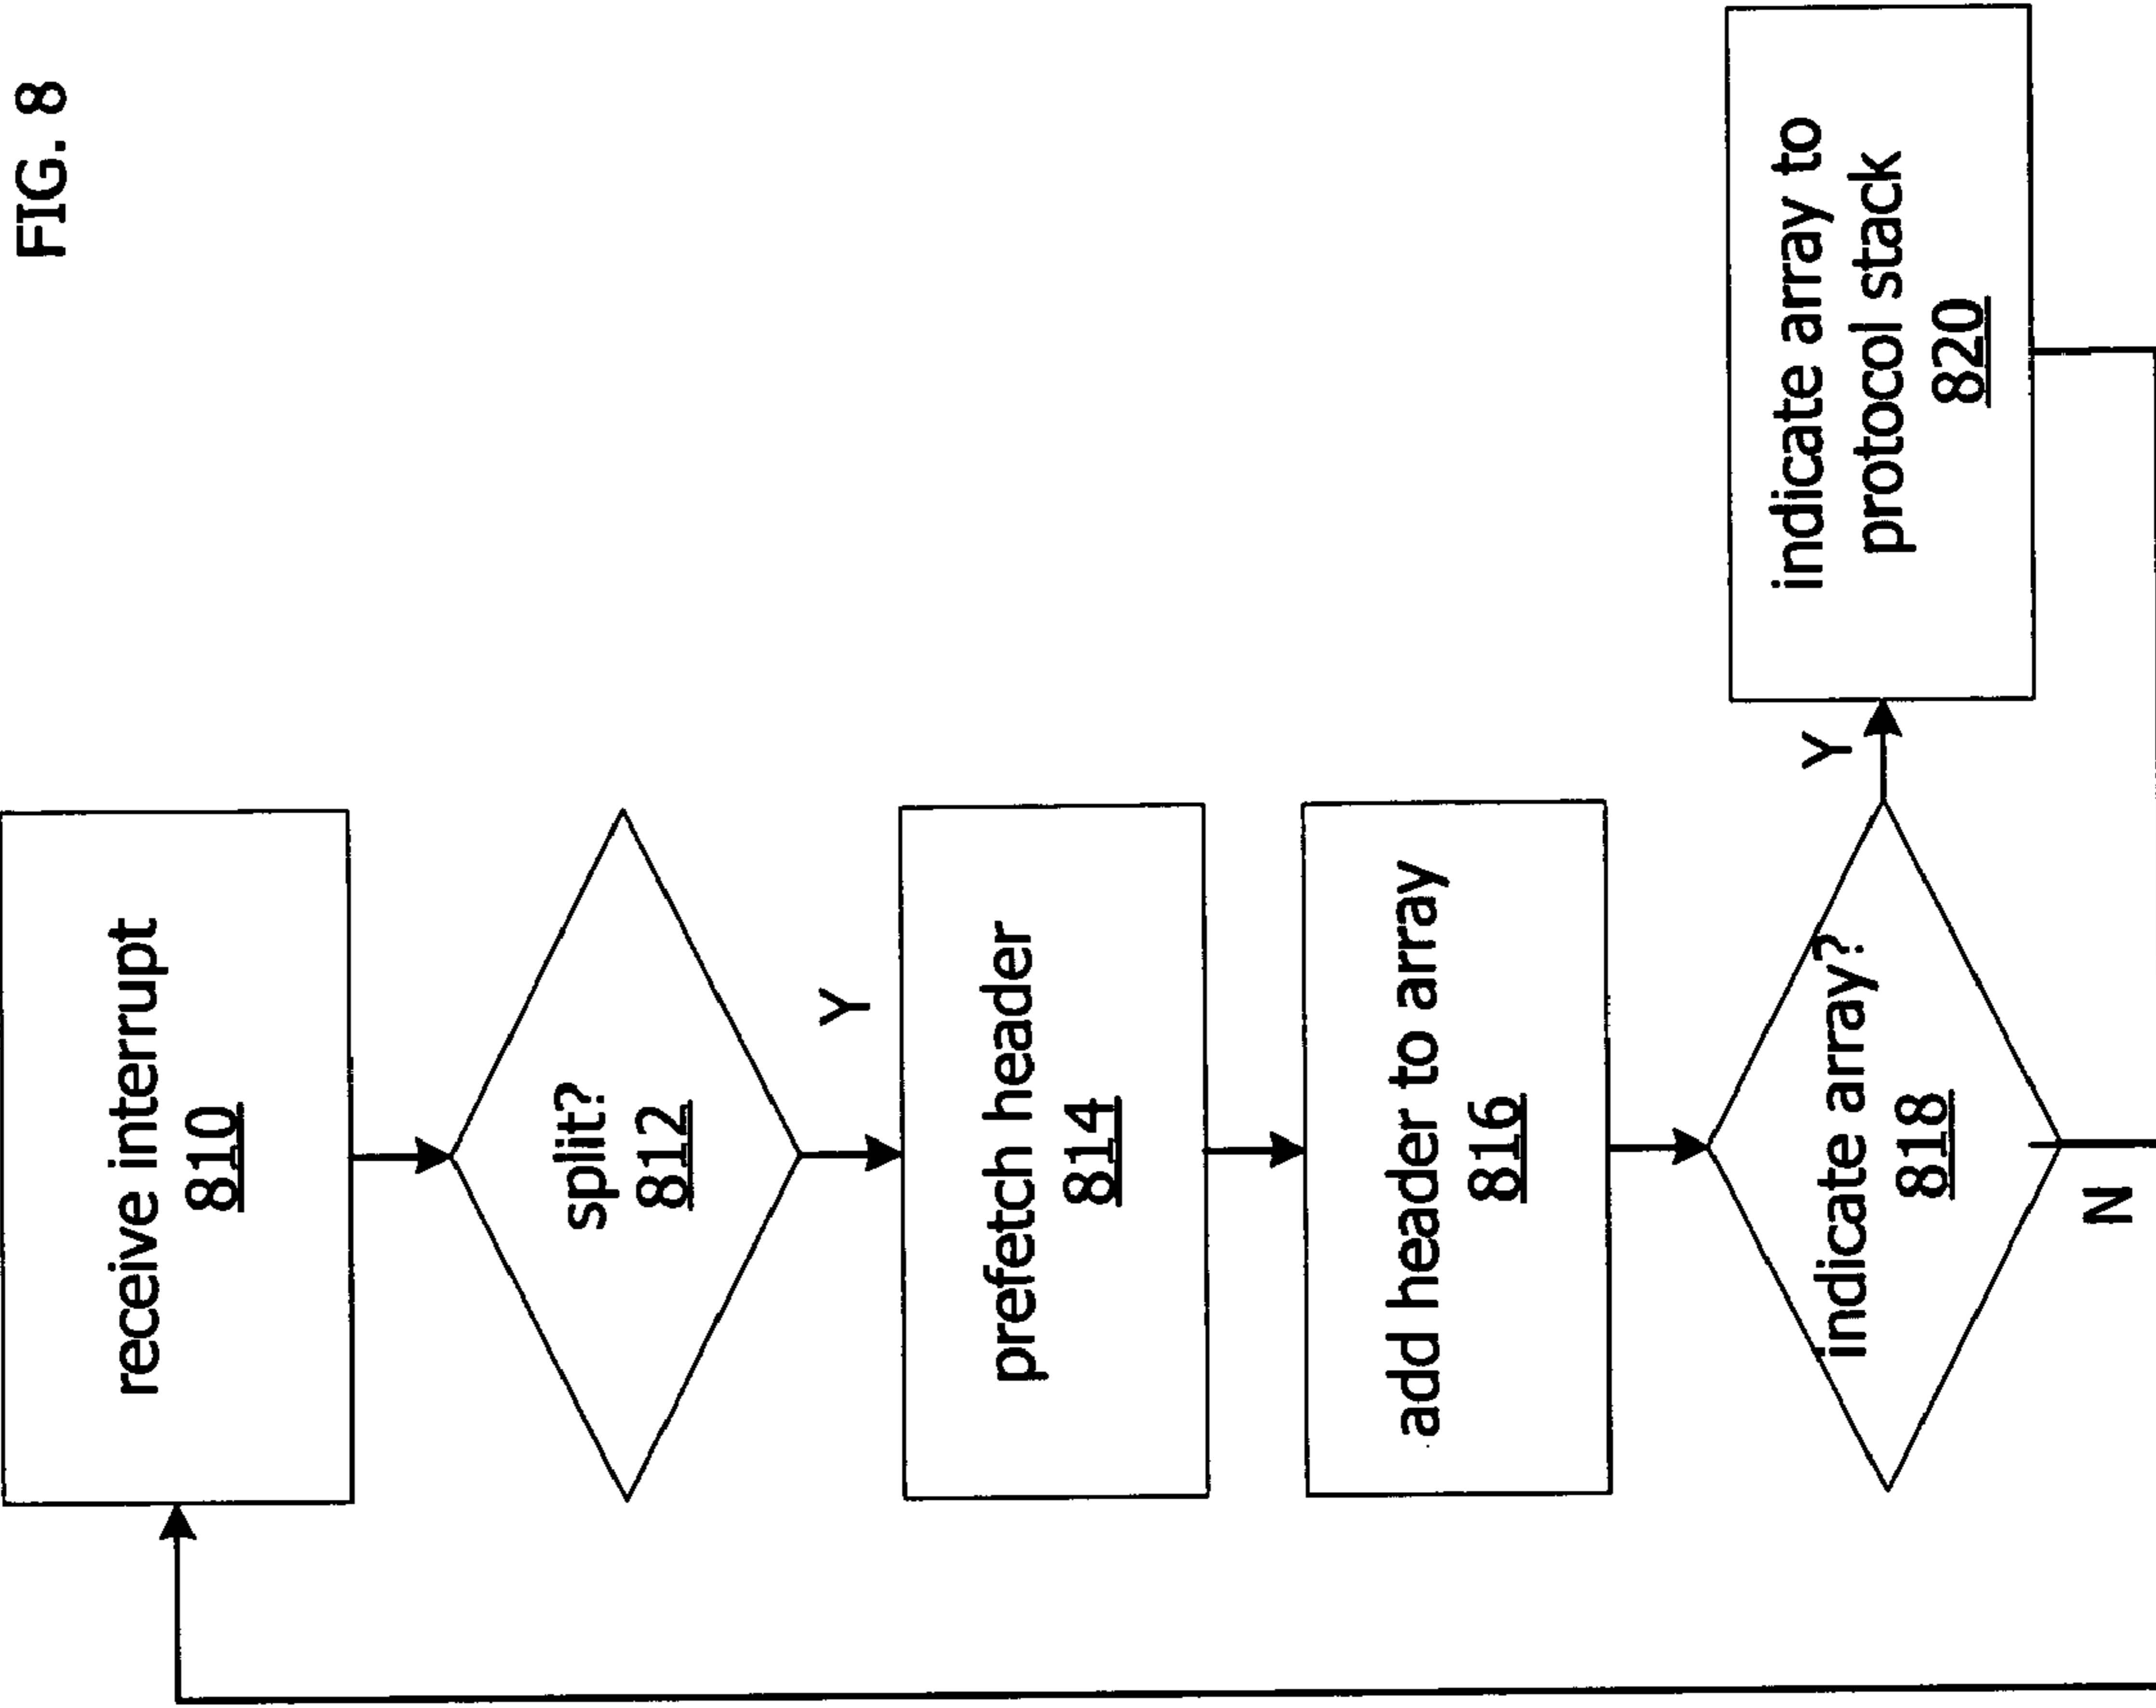 FIG. 8
receive interrupt
810
split?
812
Y
prefetch header
814
add header to array
816
indicate array?
818
Y
N
indicate array to
protocol stack
820